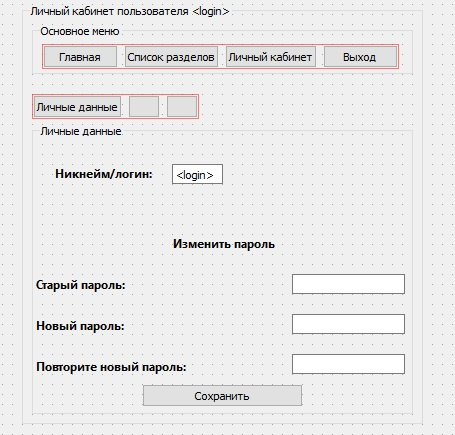 Личный кабинет пользователя <login>
Основное меню
Главная Список разделов Личный кабинет Выход
Личные данные
Личные данные
Никнейм/логин: <login>
Изменить пароль
Старый пароль:
Новый пароль:
Повторите новый пароль:
Сохранить